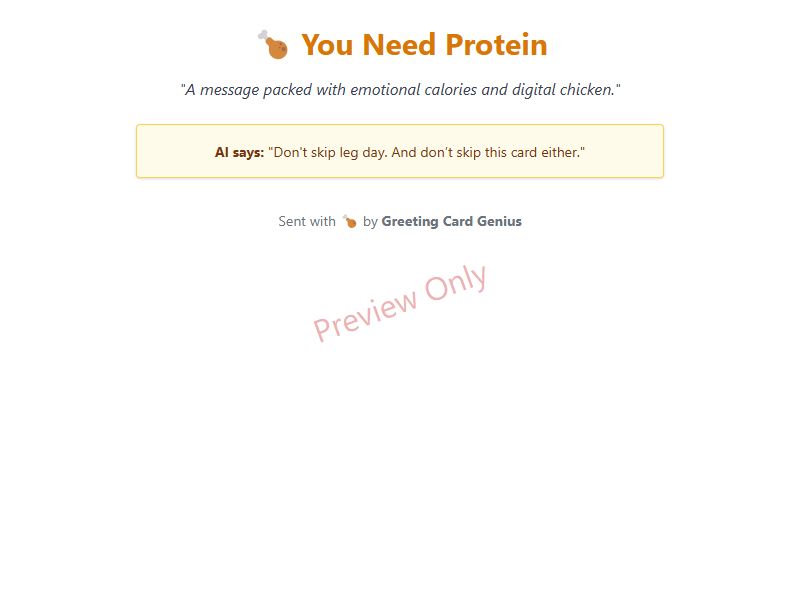 🍗 You Need Protein
"A message packed with emotional calories and digital chicken."
AI says: "Don't skip leg day. And don't skip this card either."
Sent with 🍗 by Greeting Card Genius
Preview Only